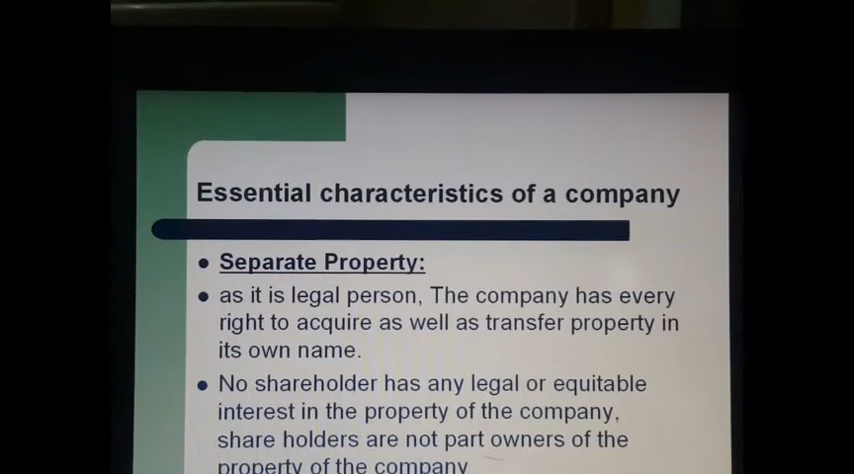 Essential characteristics of a company
Separate Property:
as it is legal person, The company has every
right to acquire as well as transfer property in
its own name.
No shareholder has any legal or equitable
interest in the property of the company,
share holders are not part owners of the
property of the company